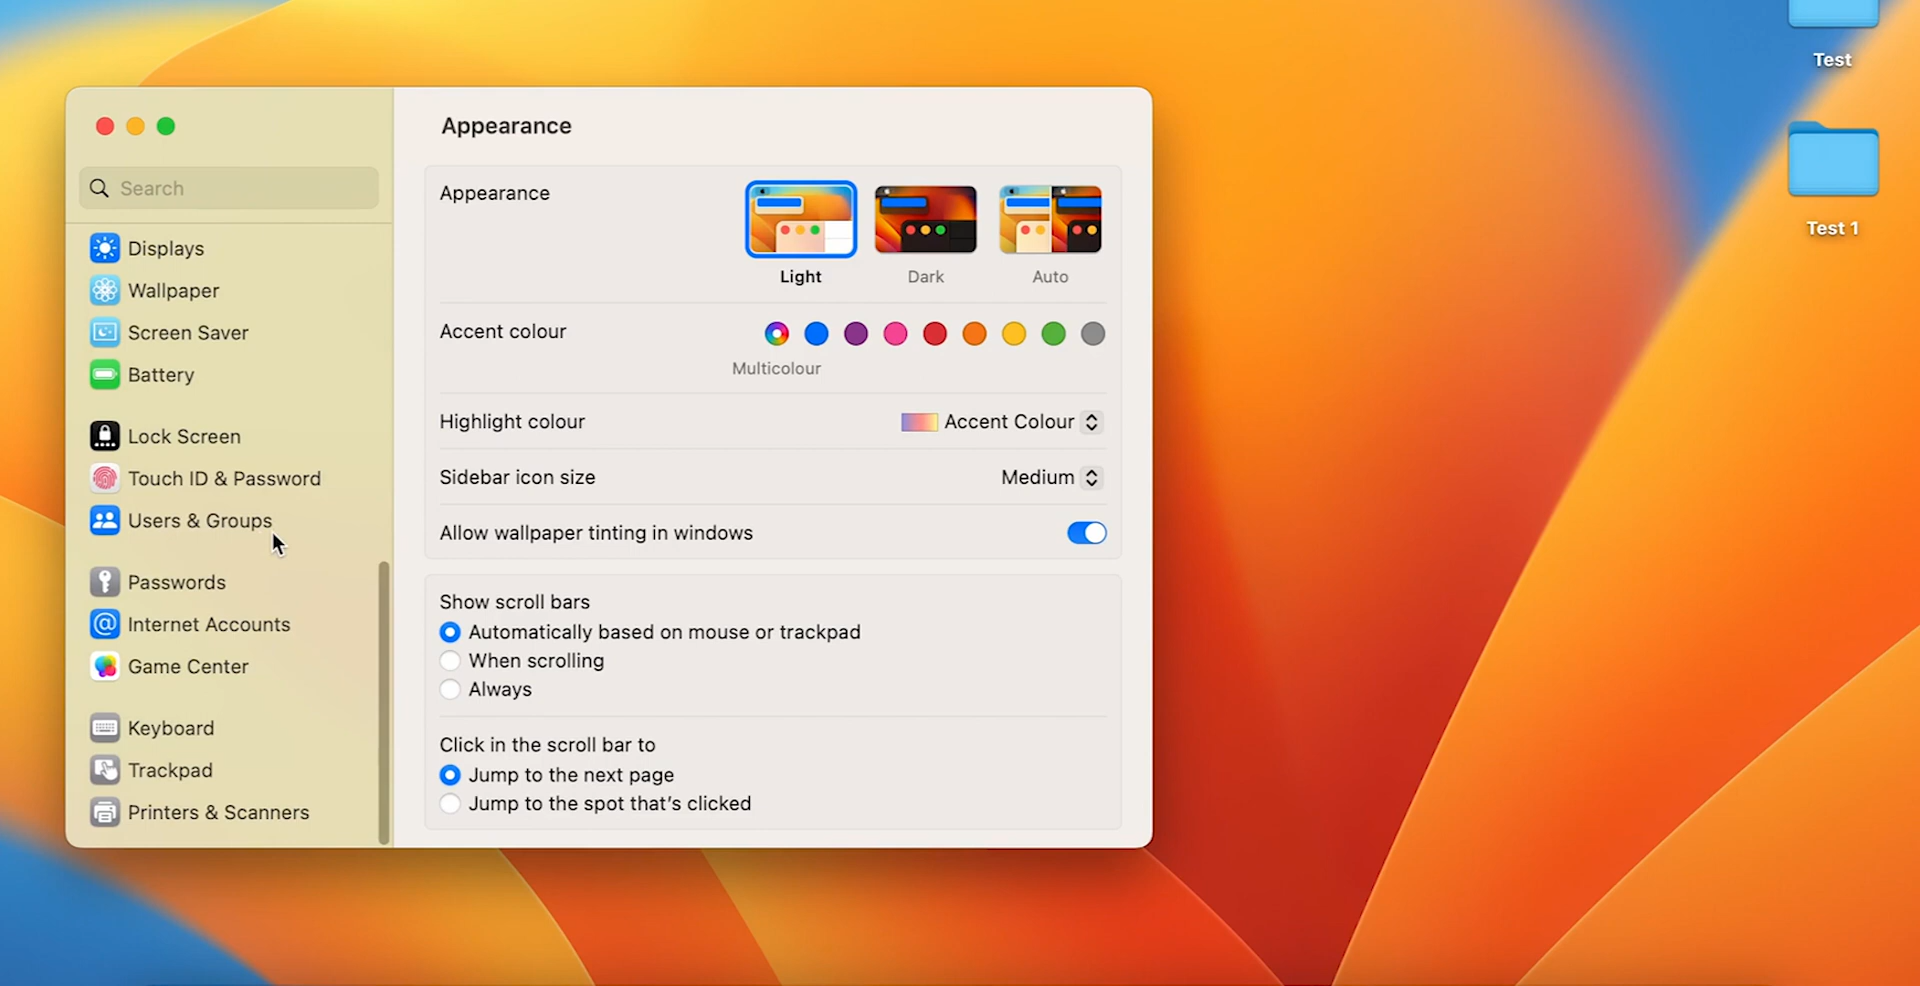 Test
Test 1
Search
Displays
Wallpaper
Screen Saver
Battery
Lock Screen
Touch ID & Password
Users & Groups
Passwords
Internet Accounts
Game Center
Keyboard
Trackpad
Printers & Scanners
Appearance
Appearance
Light
Dark
Auto
Accent colour
Multicolour
Highlight colour
Accent Colour
Sidebar icon size
Medium
Allow wallpaper tinting in windows
Show scroll bars
Automatically based on mouse or trackpad
When scrolling
Always
Click in the scroll bar to
Jump to the next page
Jump to the spot that's clicked